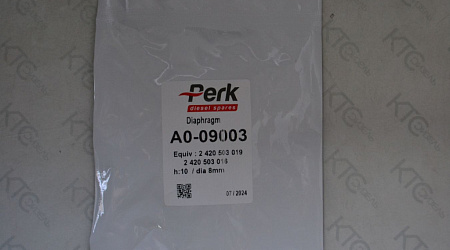 Perk
diesel spares
Diaphragm
A0-09003
Equiv : 2 420 503 019
2 420 503 018
h:10 / dia 8mm
07 / 2024
KTC